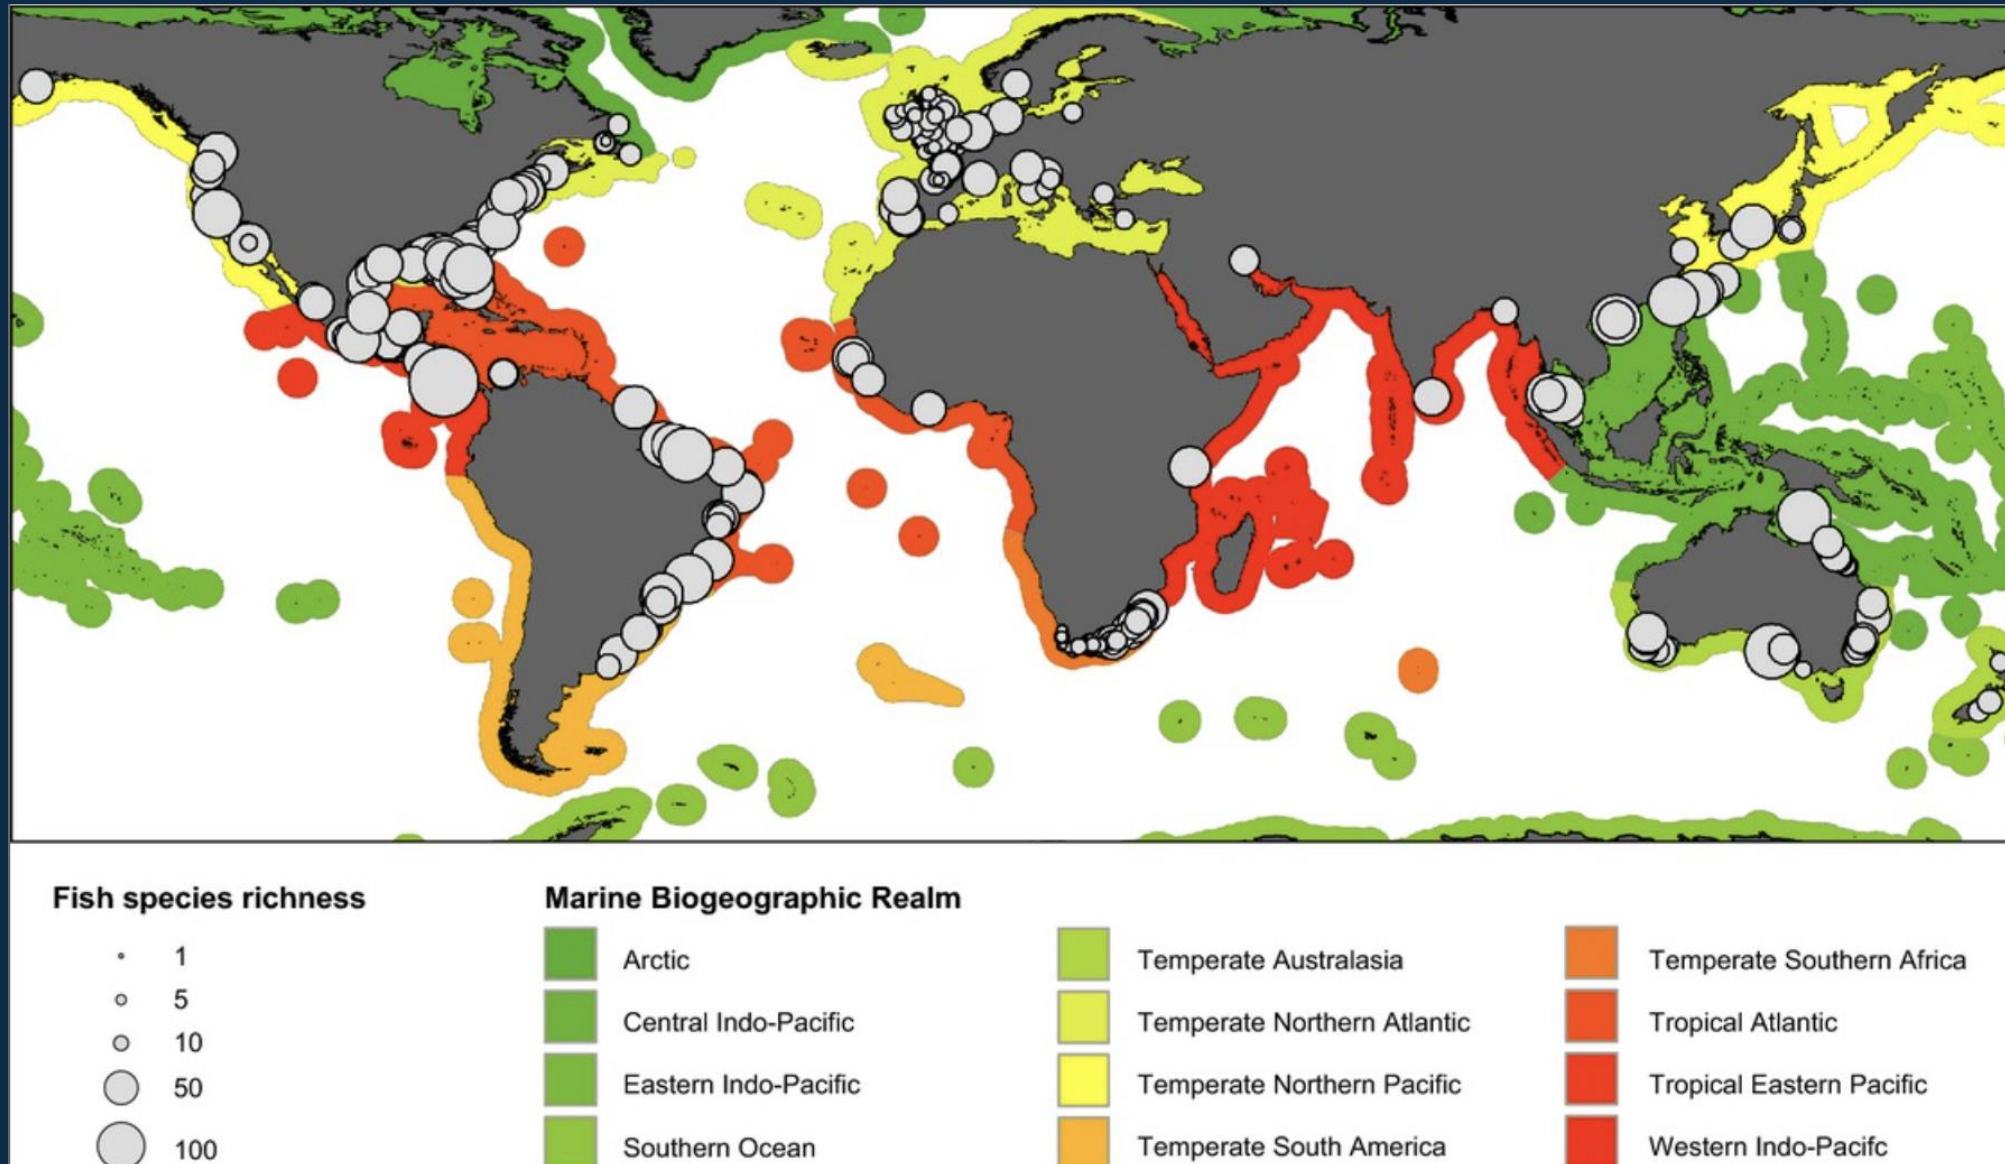 Fish species richness
1
5
10
50
100
Marine Biogeographic Realm
Arctic
Central Indo-Pacific
Eastern Indo-Pacific
Southern Ocean
Temperate Australasia
Temperate Northern Atlantic
Temperate Northern Pacific
Temperate South America
Temperate Southern Africa
Tropical Atlantic
Tropical Eastern Pacific
Western Indo-Pacifc